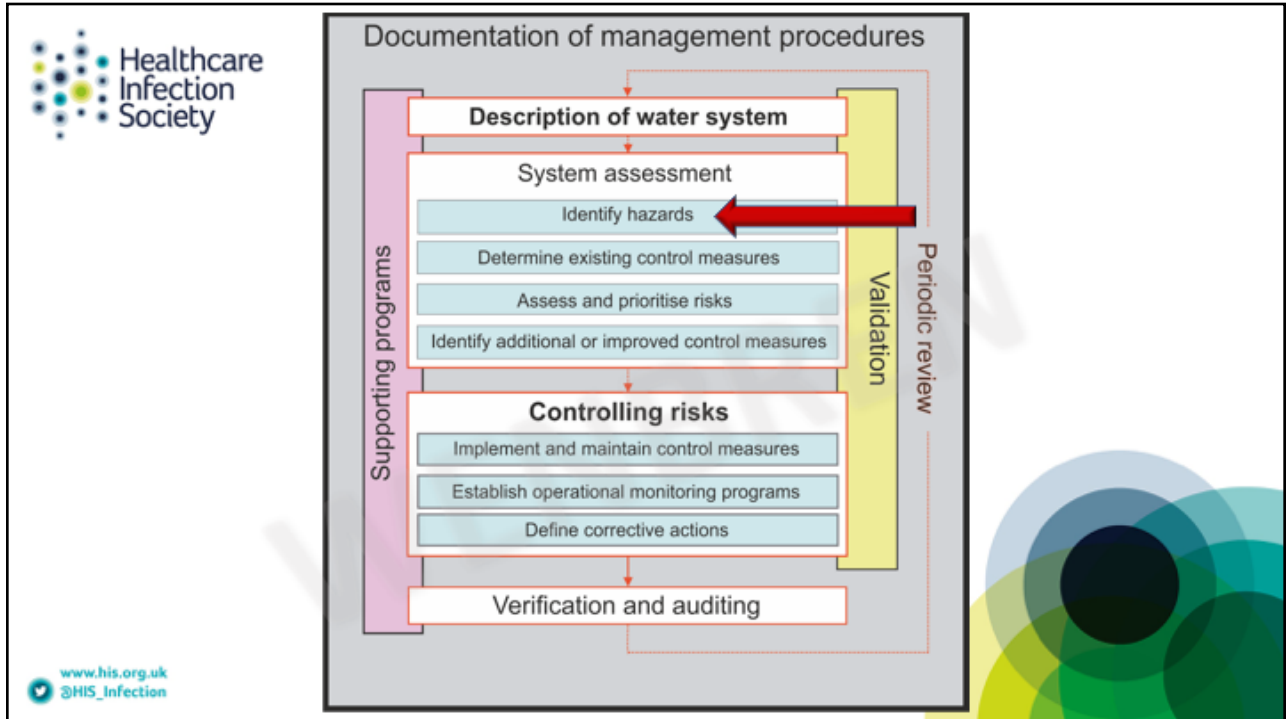 Healthcare
Infection
Society
Documentation of management procedures
Description of water system
System assessment
Identify hazards
Determine existing control measures
Assess and prioritise risks
Identify additional or improved control measures
Controlling risks
Implement and maintain control measures
Establish operational monitoring programs
Define corrective actions
Verification and auditing
Supporting programs
Validation
Periodic review
www.his.org.uk
@HIS_Infection